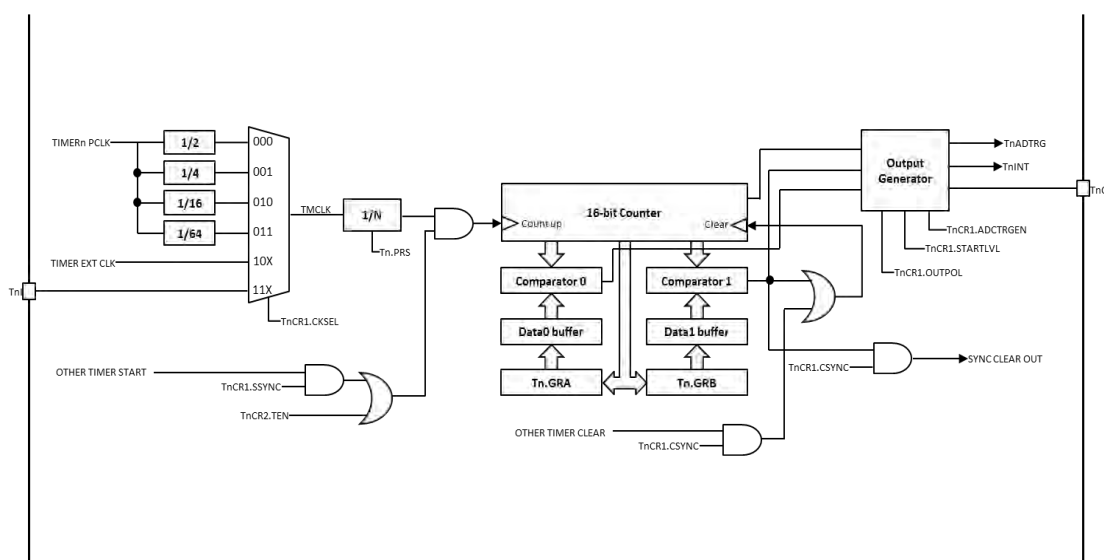 TIMERn PCLK
1/2
000
1/4
001
1/16
010
1/64
011
TIMER EXT CLK
10X
TnI
11X
TnCR1.CKSEL
TMCLK
1/N
Tn.PRS
OTHER TIMER START
TnCR1.SSYNC
TnCR2.TEN
16-bit Counter
Count up
Clear
Comparator 0
Comparator 1
Data0 buffer
Data1 buffer
Tn.GRA
Tn.GRB
OTHER TIMER CLEAR
TnCR1.CSYNC
Output
Generator
TnADTRG
TnINT
TnO
TnCR1.ADCTRGEN
TnCR1.STARTLVL
TnCR1.OUTPOL
SYNC CLEAR OUT
TnCR1.CSYNC